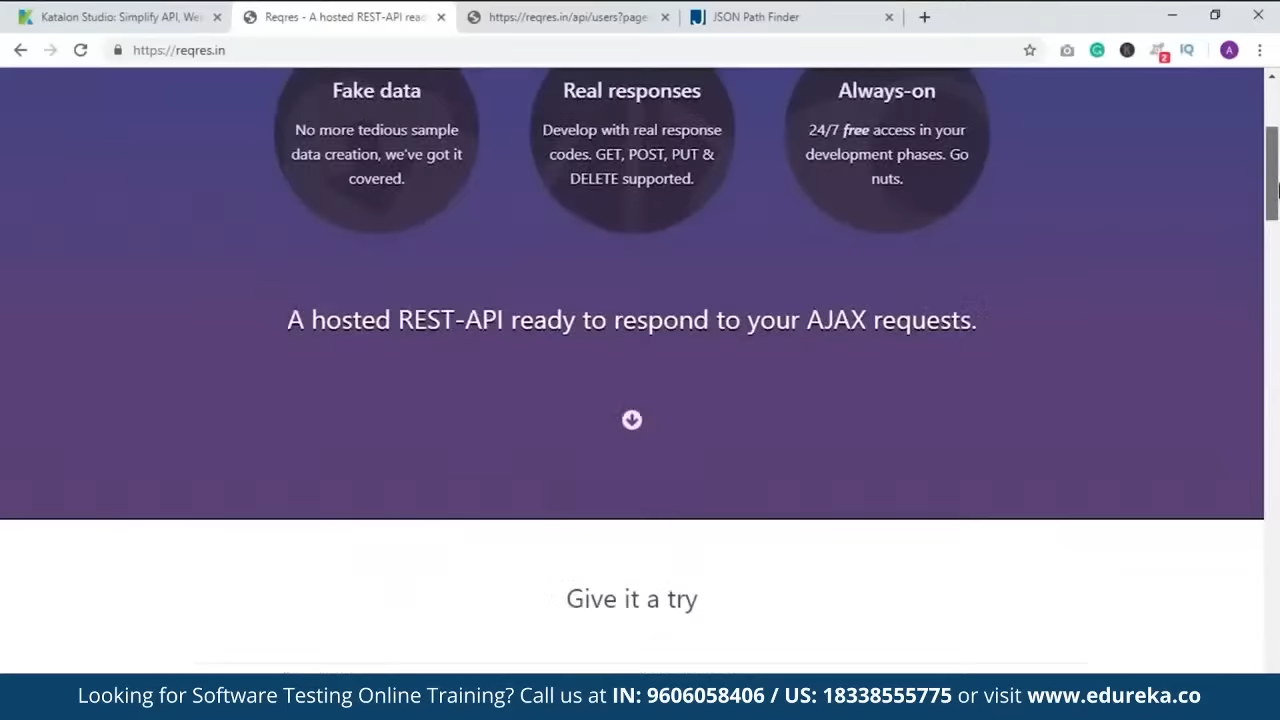 Katalon Studio: Simplify API, We
Reqres - A hosted REST-API rea
https://reqres.in/api/users?page
JSON Path Finder
https://reqres.in
2
IQ
A
Fake data
No more tedious sample
data creation, we've got it
covered.
Real responses
Develop with real response
codes. GET, POST, PUT &
DELETE supported.
Always-on
24/7 free access in your
development phases. Go
nuts.
A hosted REST-API ready to respond to your AJAX requests.
Give it a try
Looking for Software Testing Online Training? Call us at IN: 9606058406 / US: 18338555775 or visit www.edureka.co